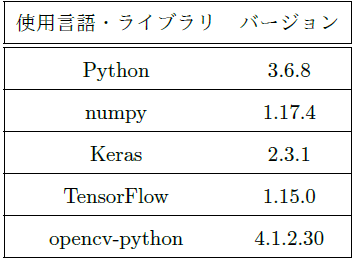 使用言語・ライブラリ バージョン
Python 3.6.8
numpy 1.17.4
Keras 2.3.1
TensorFlow 1.15.0
opencv-python 4.1.2.30